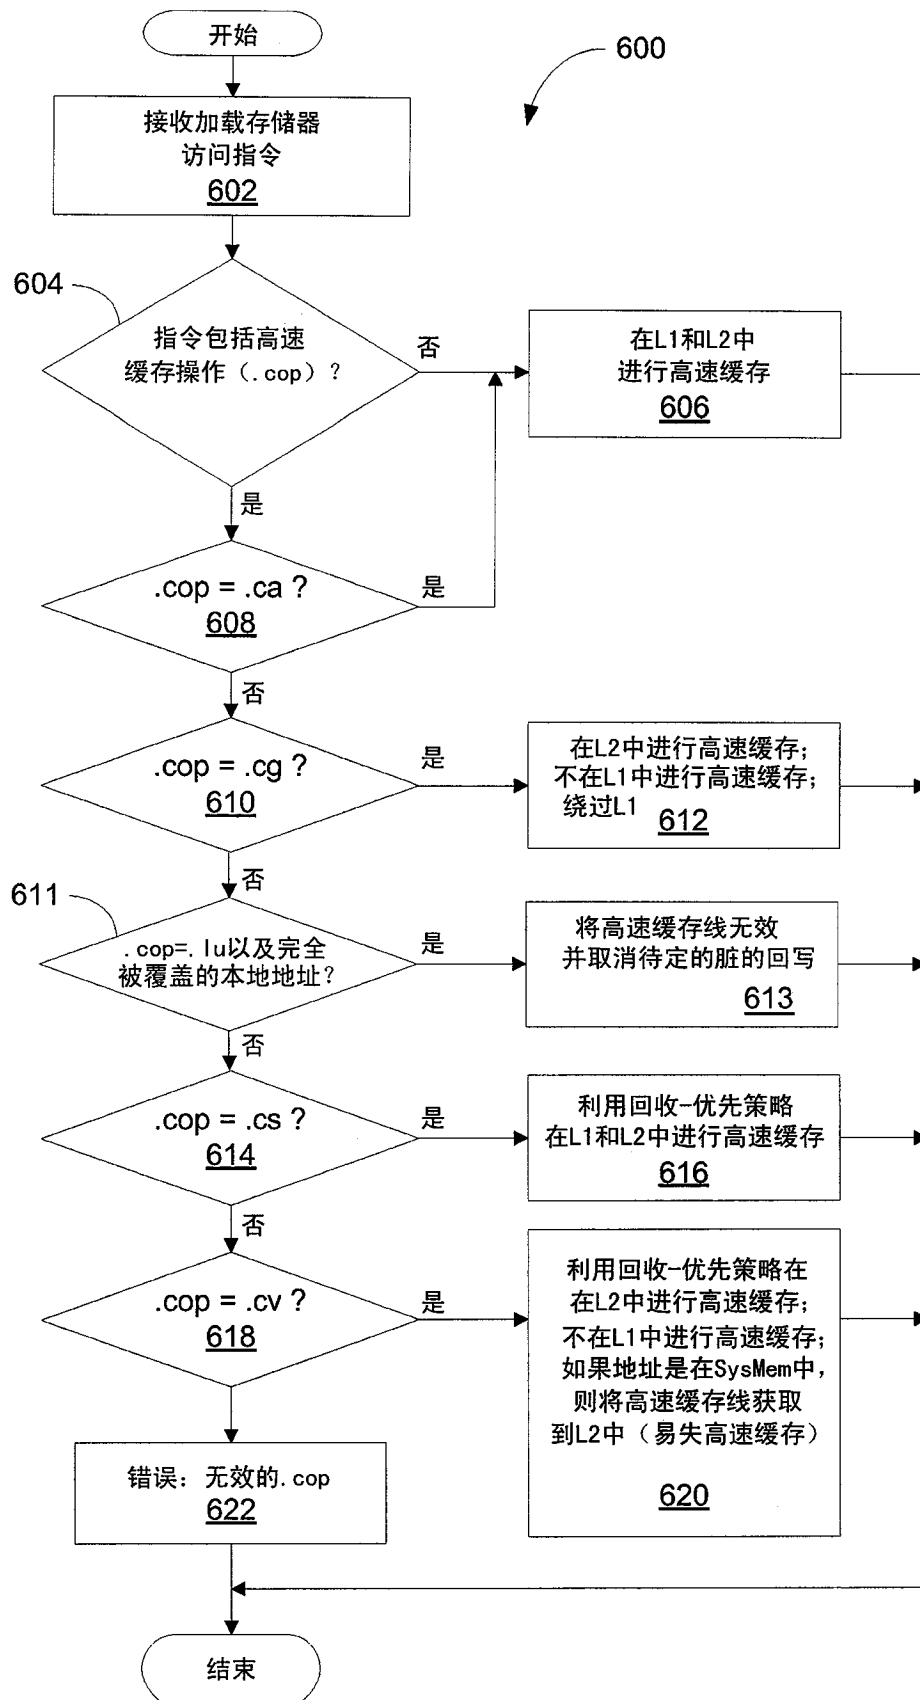 开始
600
接收加载存储器
访问指令
602
604
指令包括高速
缓存操作（.cop）？
否
在L1和L2中
进行高速缓存
606
是
.cop = .ca ?
608
是
否
.cop = .cg ?
610
是
在L2中进行高速缓存;
不在L1中进行高速缓存;
绕过L1
612
否
611
.cop=.lu以及完全
被覆盖的本地地址？
是
将高速缓存线无效
并取消待定的脏的回写
613
否
.cop = .cs ?
614
是
利用回收-优先策略
在L1和L2中进行高速缓存
616
否
.cop = .cv ?
618
是
利用回收-优先策略在
在L2中进行高速缓存;
不在L1中进行高速缓存;
如果地址是在SysMem中,
则将高速缓存线获取
到L2中（易失高速缓存）
620
错误: 无效的.cop
622
结束